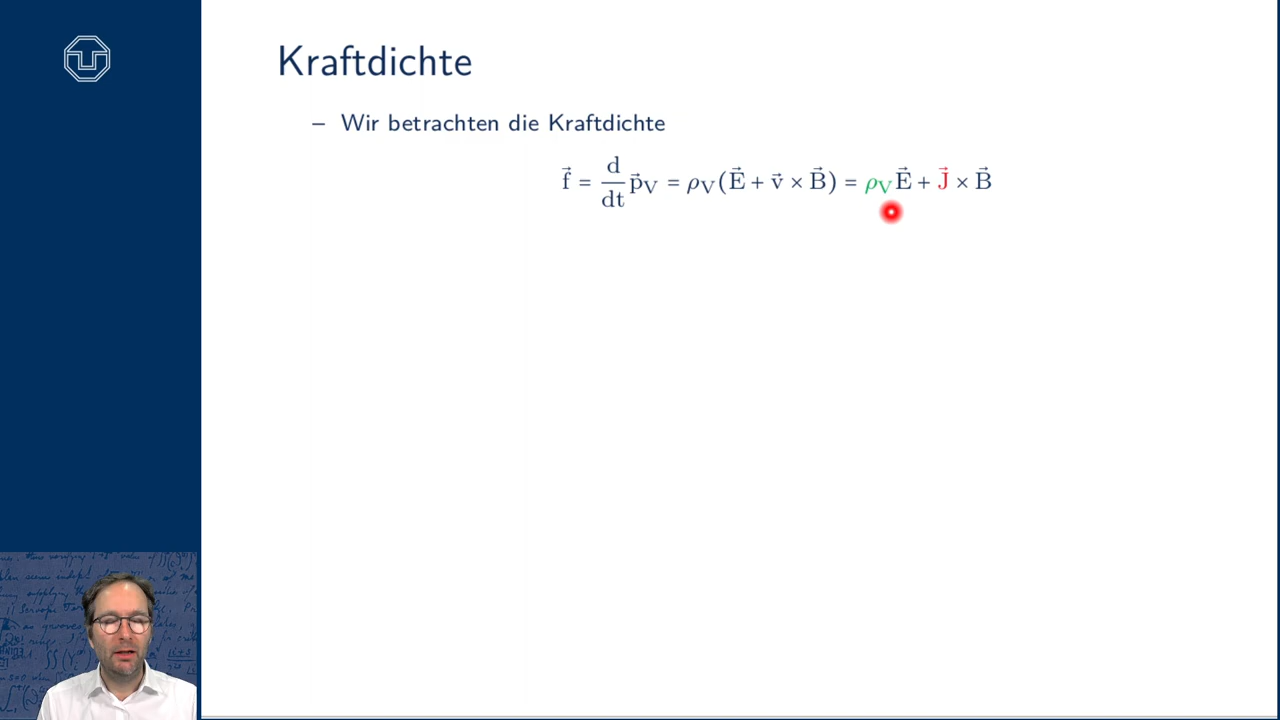 Kraftdichte
– Wir betrachten die Kraftdichte
f⃗ = d/dt p⃗_V = ρ_V(E⃗ + v⃗ × B⃗) = ρ_V E⃗ + J⃗ × B⃗